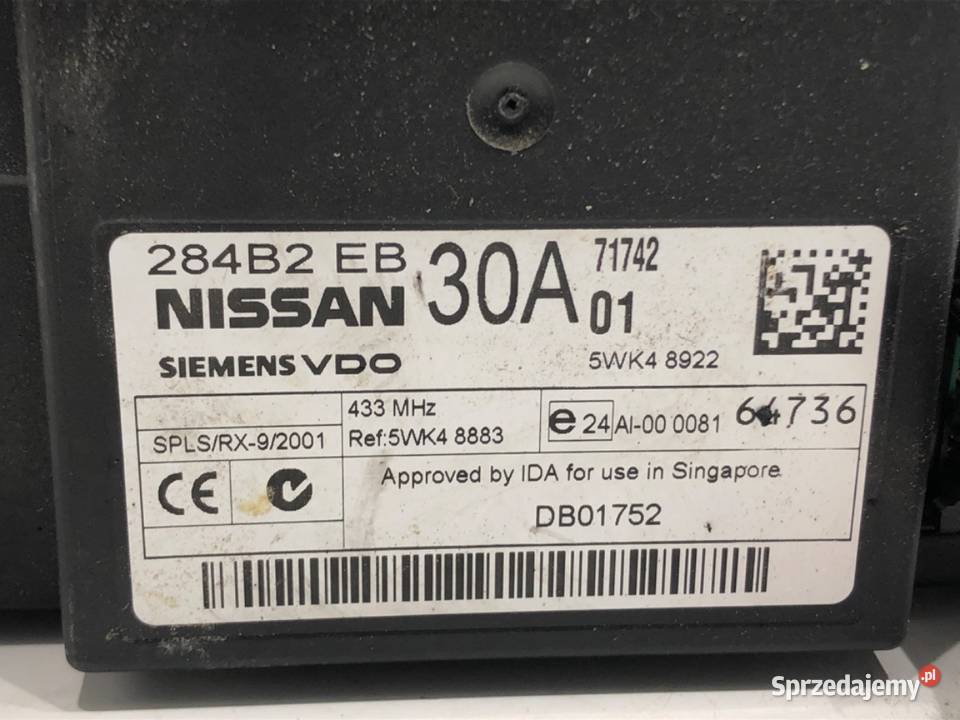 284B2 EB 30A 71742
NISSAN 01
SIEMENS VDO 5WK4 8922
433 MHz
SPLS/RX-9/2001 Ref:5WK4 8883 e 24 AI-00 0081 64736
CE Approved by IDA for use in Singapore
DB01752
Sprzedajemy.pl